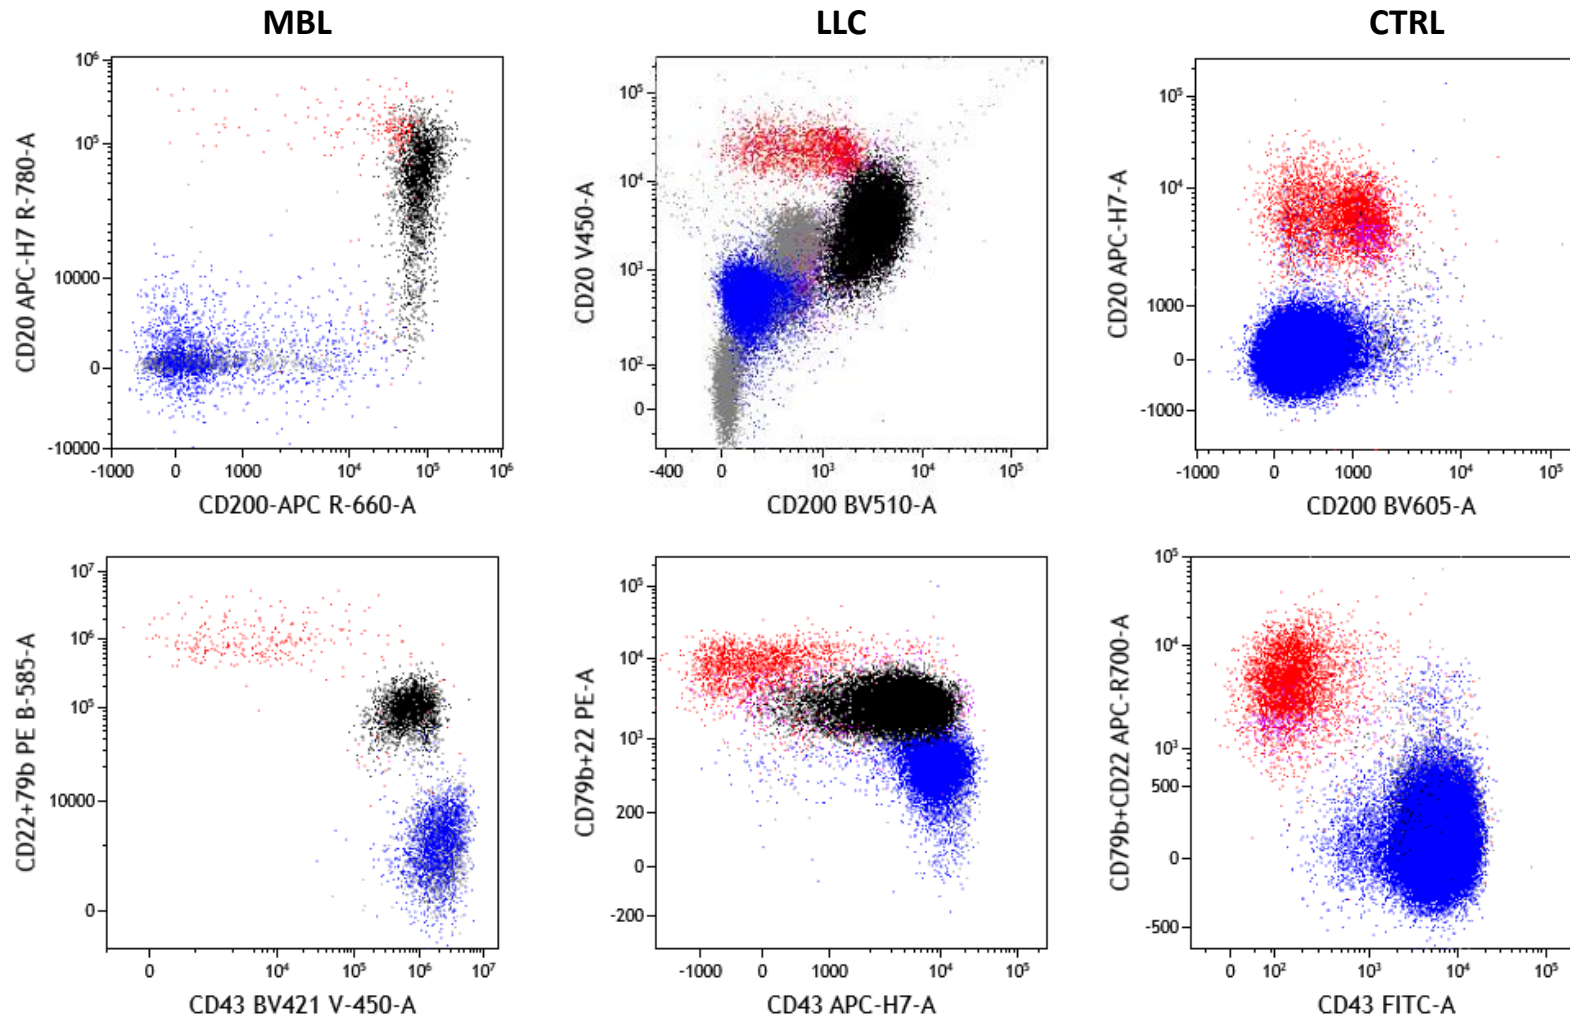 MBL
LLC
CTRL
CD20 APC-H7 R-780-A
10⁶
10⁵
10000
0
-10000
-1000 0 1000 10⁴ 10⁵ 10⁶
CD200-APC R-660-A
CD20 V450-A
10⁵
10⁴
10³
10²
0
-400 0 10³ 10⁴ 10⁵
CD200 BV510-A
CD20 APC-H7-A
10⁵
10⁴
1000
0
-1000
-1000 0 1000 10⁴ 10⁵
CD200 BV605-A
CD22+79b PE B-585-A
10⁷
10⁶
10⁵
10000
0
0 10⁴ 10⁵ 10⁶ 10⁷
CD43 BV421 V-450-A
CD79b+22 PE-A
10⁵
10⁴
10³
200
0
-200
-1000 0 1000 10⁴ 10⁵
CD43 APC-H7-A
CD79b+CD22 APC-R700-A
10⁵
10⁴
10³
500
0
-500
0 10² 10³ 10⁴ 10⁵
CD43 FITC-A